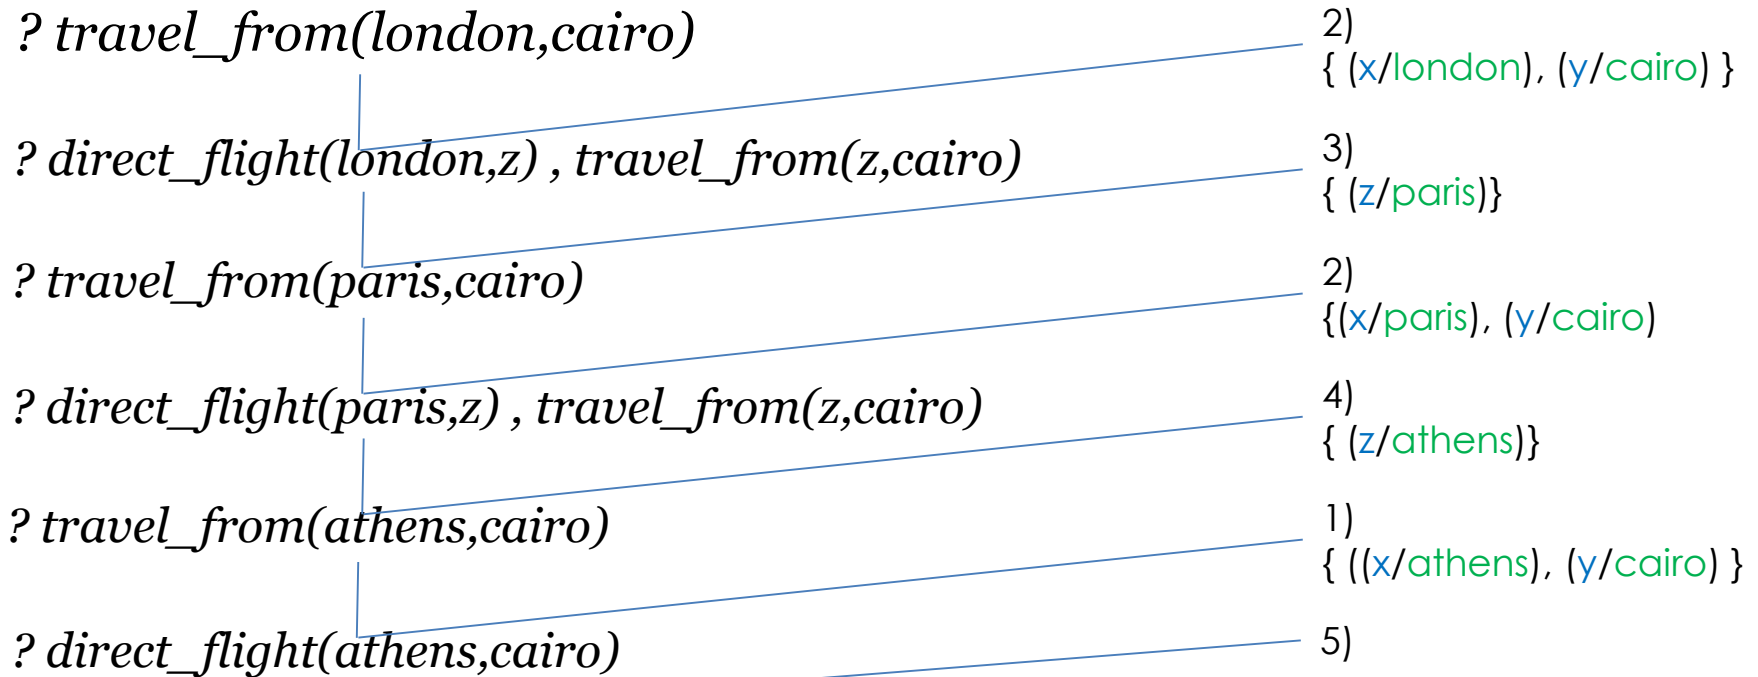 ? travel_from(london,cairo)
2)
{ (x/london), (y/cairo) }
? direct_flight(london,z) , travel_from(z,cairo)
3)
{ (z/paris)}
? travel_from(paris,cairo)
2)
{(x/paris), (y/cairo)
? direct_flight(paris,z) , travel_from(z,cairo)
4)
{ (z/athens)}
? travel_from(athens,cairo)
1)
{ ((x/athens), (y/cairo) }
? direct_flight(athens,cairo)
5)